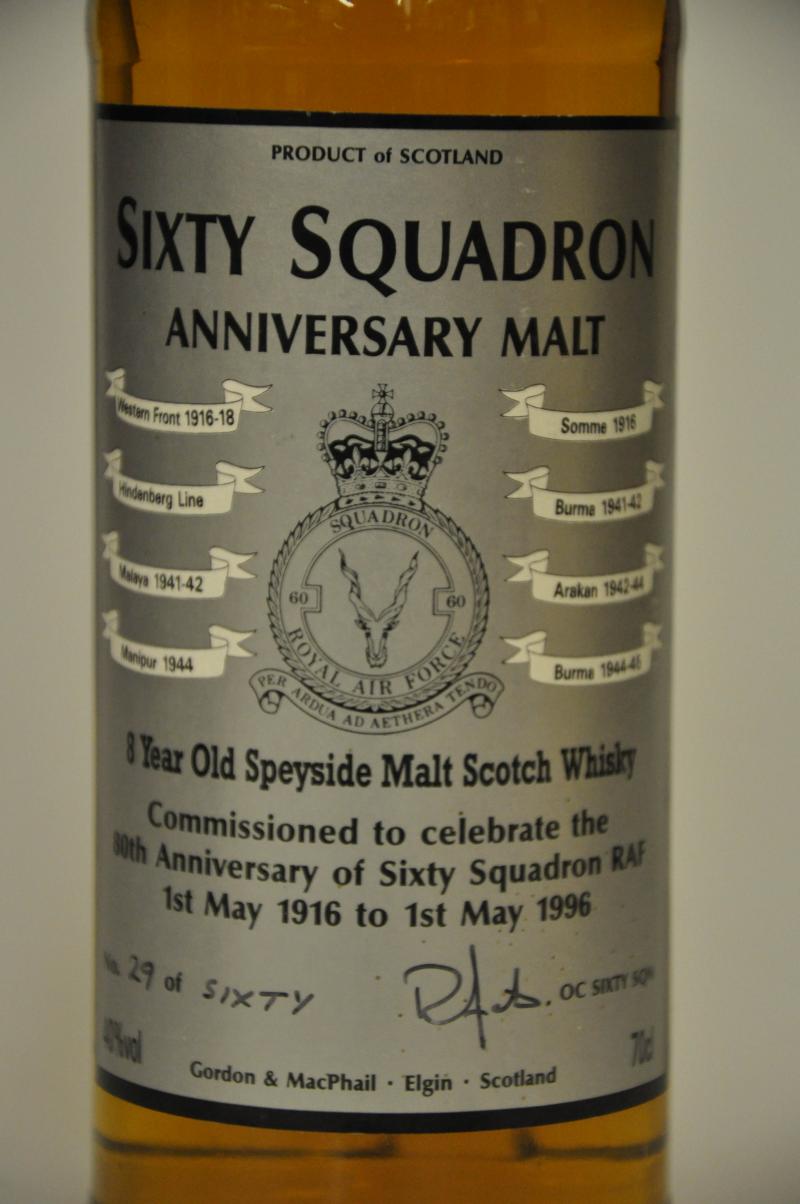 PRODUCT of SCOTLAND
SIXTY SQUADRON
ANNIVERSARY MALT
Western Front 1916-18
Somme 1916
Hindenberg Line
Burma 1941-42
Malaya 1941-42
Arakan 1942-44
Manipur 1944
Burma 1944-45
SQUADRON
60 60
ROYAL AIR FORCE
PER ARDUA AD AETHERA TENDO
8 Year Old Speyside Malt Scotch Whisky
Commissioned to celebrate the
80th Anniversary of Sixty Squadron RAF
1st May 1916 to 1st May 1996
No. 29 of SIXTY
OC SIXTY SQN
40%vol
70cl
Gordon & MacPhail · Elgin · Scotland